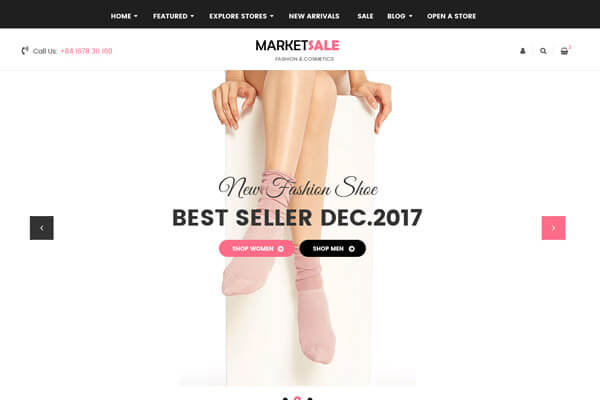 HOME FEATURED EXPLORE STORES NEW ARRIVALS SALE BLOG OPEN A STORE
Call Us: +84 1678 311 160
MARKETSALE
FASHION & COSMETICS
New Fashion Shoe
BEST SELLER DEC.2017
SHOP WOMEN SHOP MEN